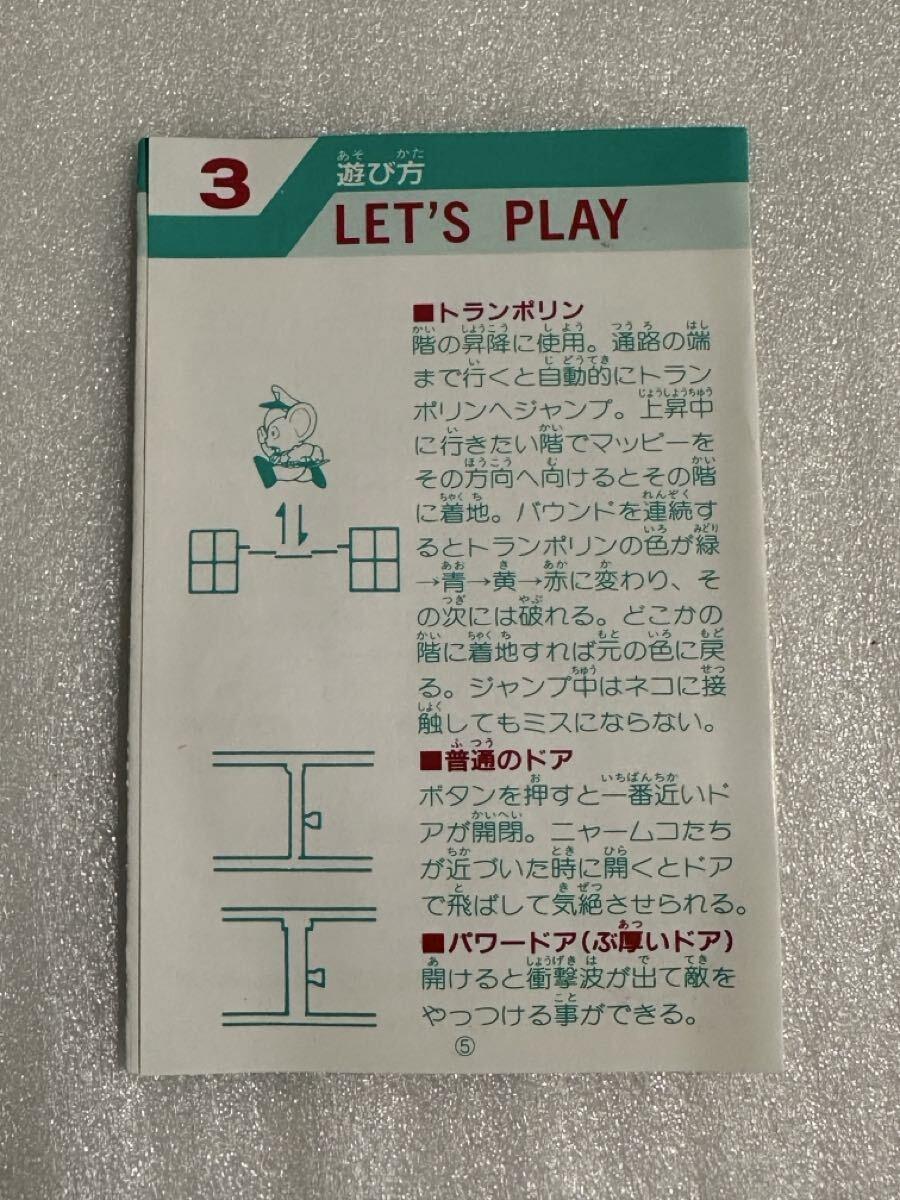 3
遊び方
LET'S PLAY
■トランポリン
階の昇降に使用。通路の端
まで行くと自動的にトラン
ポリンへジャンプ。上昇中
に行きたい階でマッピーを
その方向へ向けるとその階
に着地。バウンドを連続す
るとトランポリンの色が緑
→青→黄→赤に変わり、そ
の次には破れる。どこかの
階に着地すれば元の色に戻
る。ジャンプ中はネコに接
触してもミスにならない。
■普通のドア
ボタンを押すと一番近いド
アが開閉。ニャームコたち
が近づいた時に開くとドア
で飛ばして気絶させられる。
■パワードア(ぶ厚いドア)
開けると衝撃波が出て敵を
やっつける事ができる。
⑤